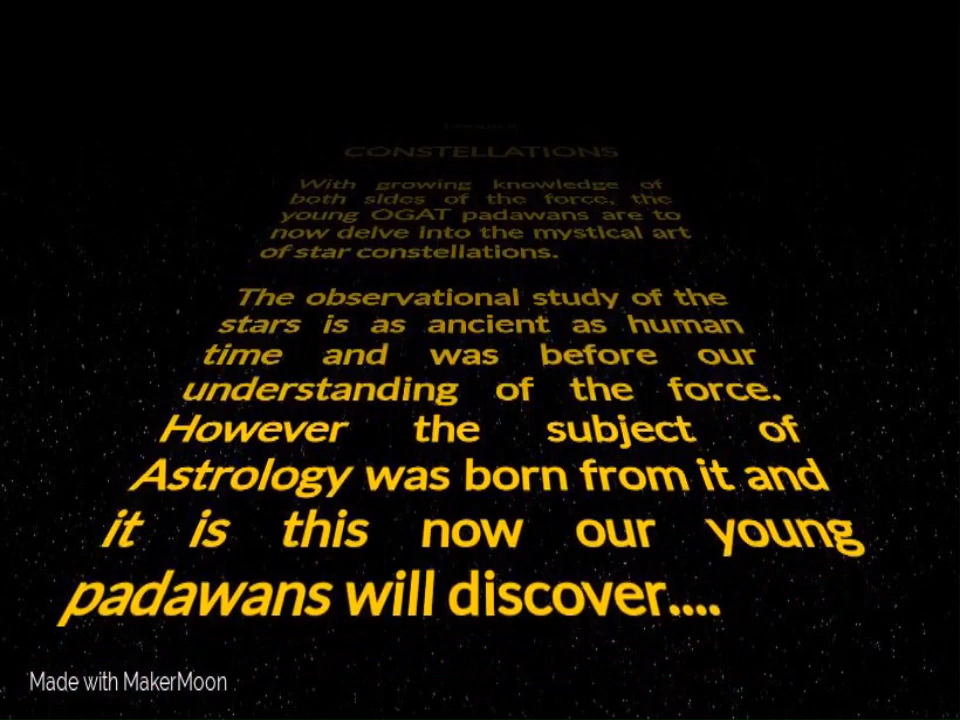 CONSTELLATIONS
With growing knowledge of
both sides of the force, the
young OGAT padawans are to
now delve into the mystical art
of star constellations.
The observational study of the
stars is as ancient as human
time and was before our
understanding of the force.
However the subject of
Astrology was born from it and
it is this now our young
padawans will discover....
Made with MakerMoon